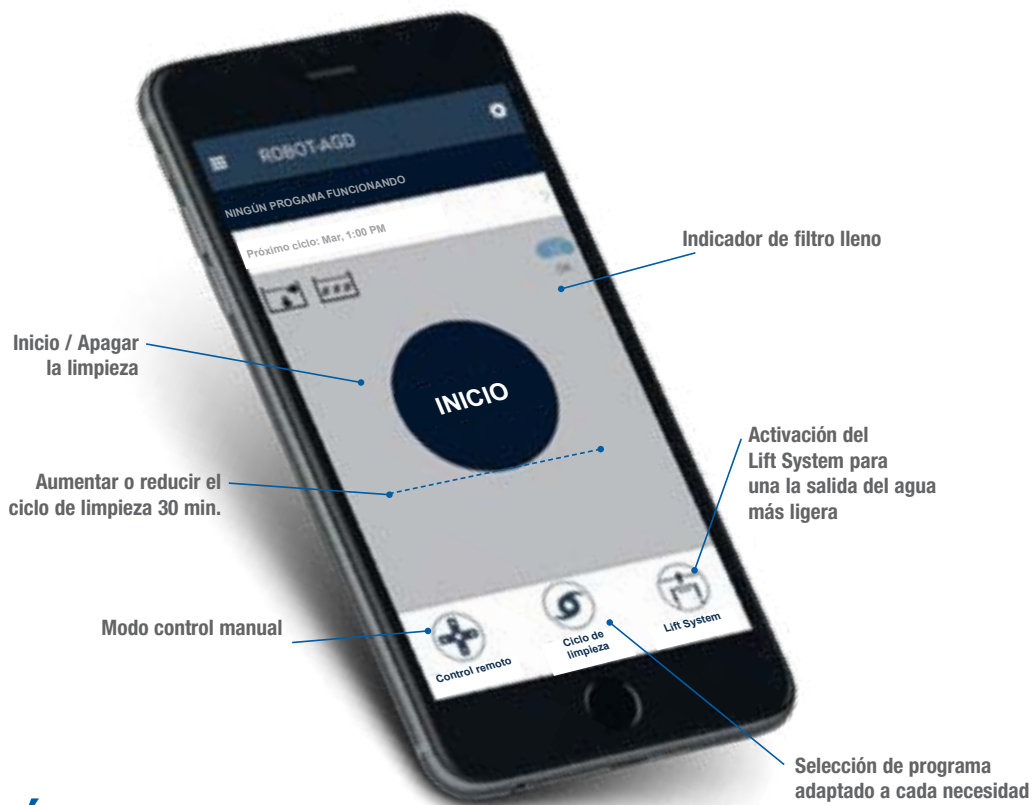 ROBOT-AGD
NINGÚN PROGAMA FUNCIONANDO
Próximo ciclo: Mar, 1:00 PM
Indicador de filtro lleno
Inicio / Apagar
la limpieza
INICIO
Activación del
Lift System para
una la salida del agua
más ligera
Aumentar o reducir el
ciclo de limpieza 30 min.
Modo control manual
Control remoto
Ciclo de
limpieza
Lift System
Selección de programa
adaptado a cada necesidad